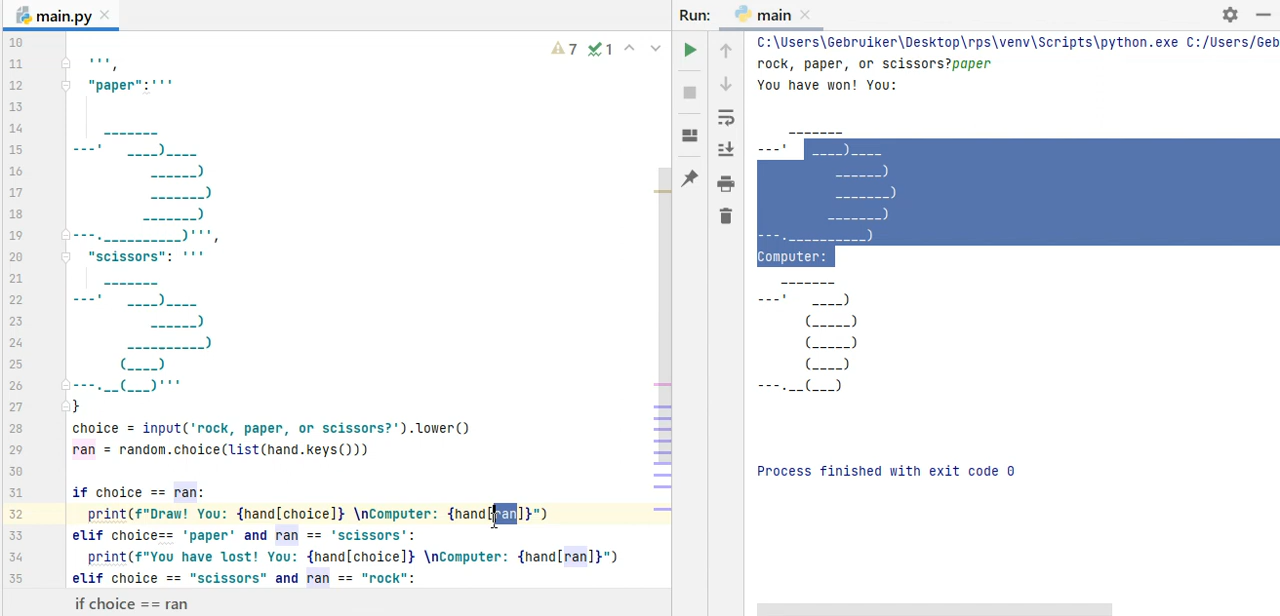 main.py
7 1
10
11 ''',
12 "paper":'''
13
14     _______
15 ---'   ____)____
16           ______)
17           _______)
18          _______)
19 ---.__________)''',
20 "scissors": '''
21     _______
22 ---'   ____)____
23           ______)
24        __________)
25       (____)
26 ---.__(___)'''
27 }
28 choice = input('rock, paper, or scissors?').lower()
29 ran = random.choice(list(hand.keys()))
30
31 if choice == ran:
32     print(f"Draw! You: {hand[choice]} \nComputer: {hand[ran]}")
33 elif choice== 'paper' and ran == 'scissors':
34     print(f"You have lost! You: {hand[choice]} \nComputer: {hand[ran]}")
35 elif choice == "scissors" and ran == "rock":
if choice == ran
Run: main
C:\Users\Gebruiker\Desktop\rps\venv\Scripts\python.exe C:/Users/Geb
rock, paper, or scissors?paper
You have won! You:
    _______
---'   ____)____
          ______)
          _______)
         _______)
---.__________)
Computer:
   _______
---'   ____)
      (_____)
      (_____)
      (____)
---.__(___)
Process finished with exit code 0